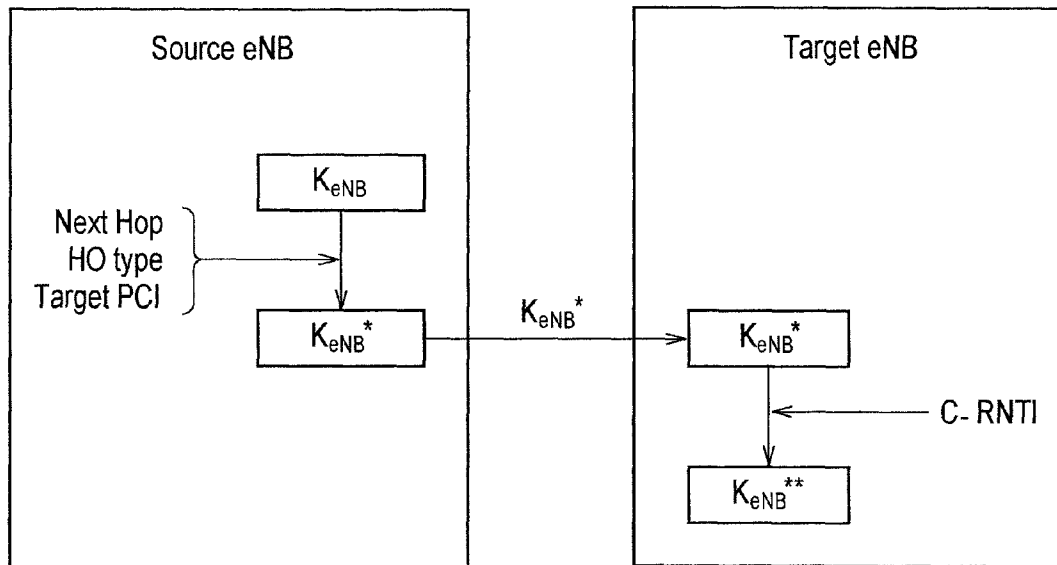 Source eNB
Target eNB
KeNB
Next Hop
HO type
Target PCI
KeNB*
KeNB*
KeNB*
C- RNTI
KeNB**